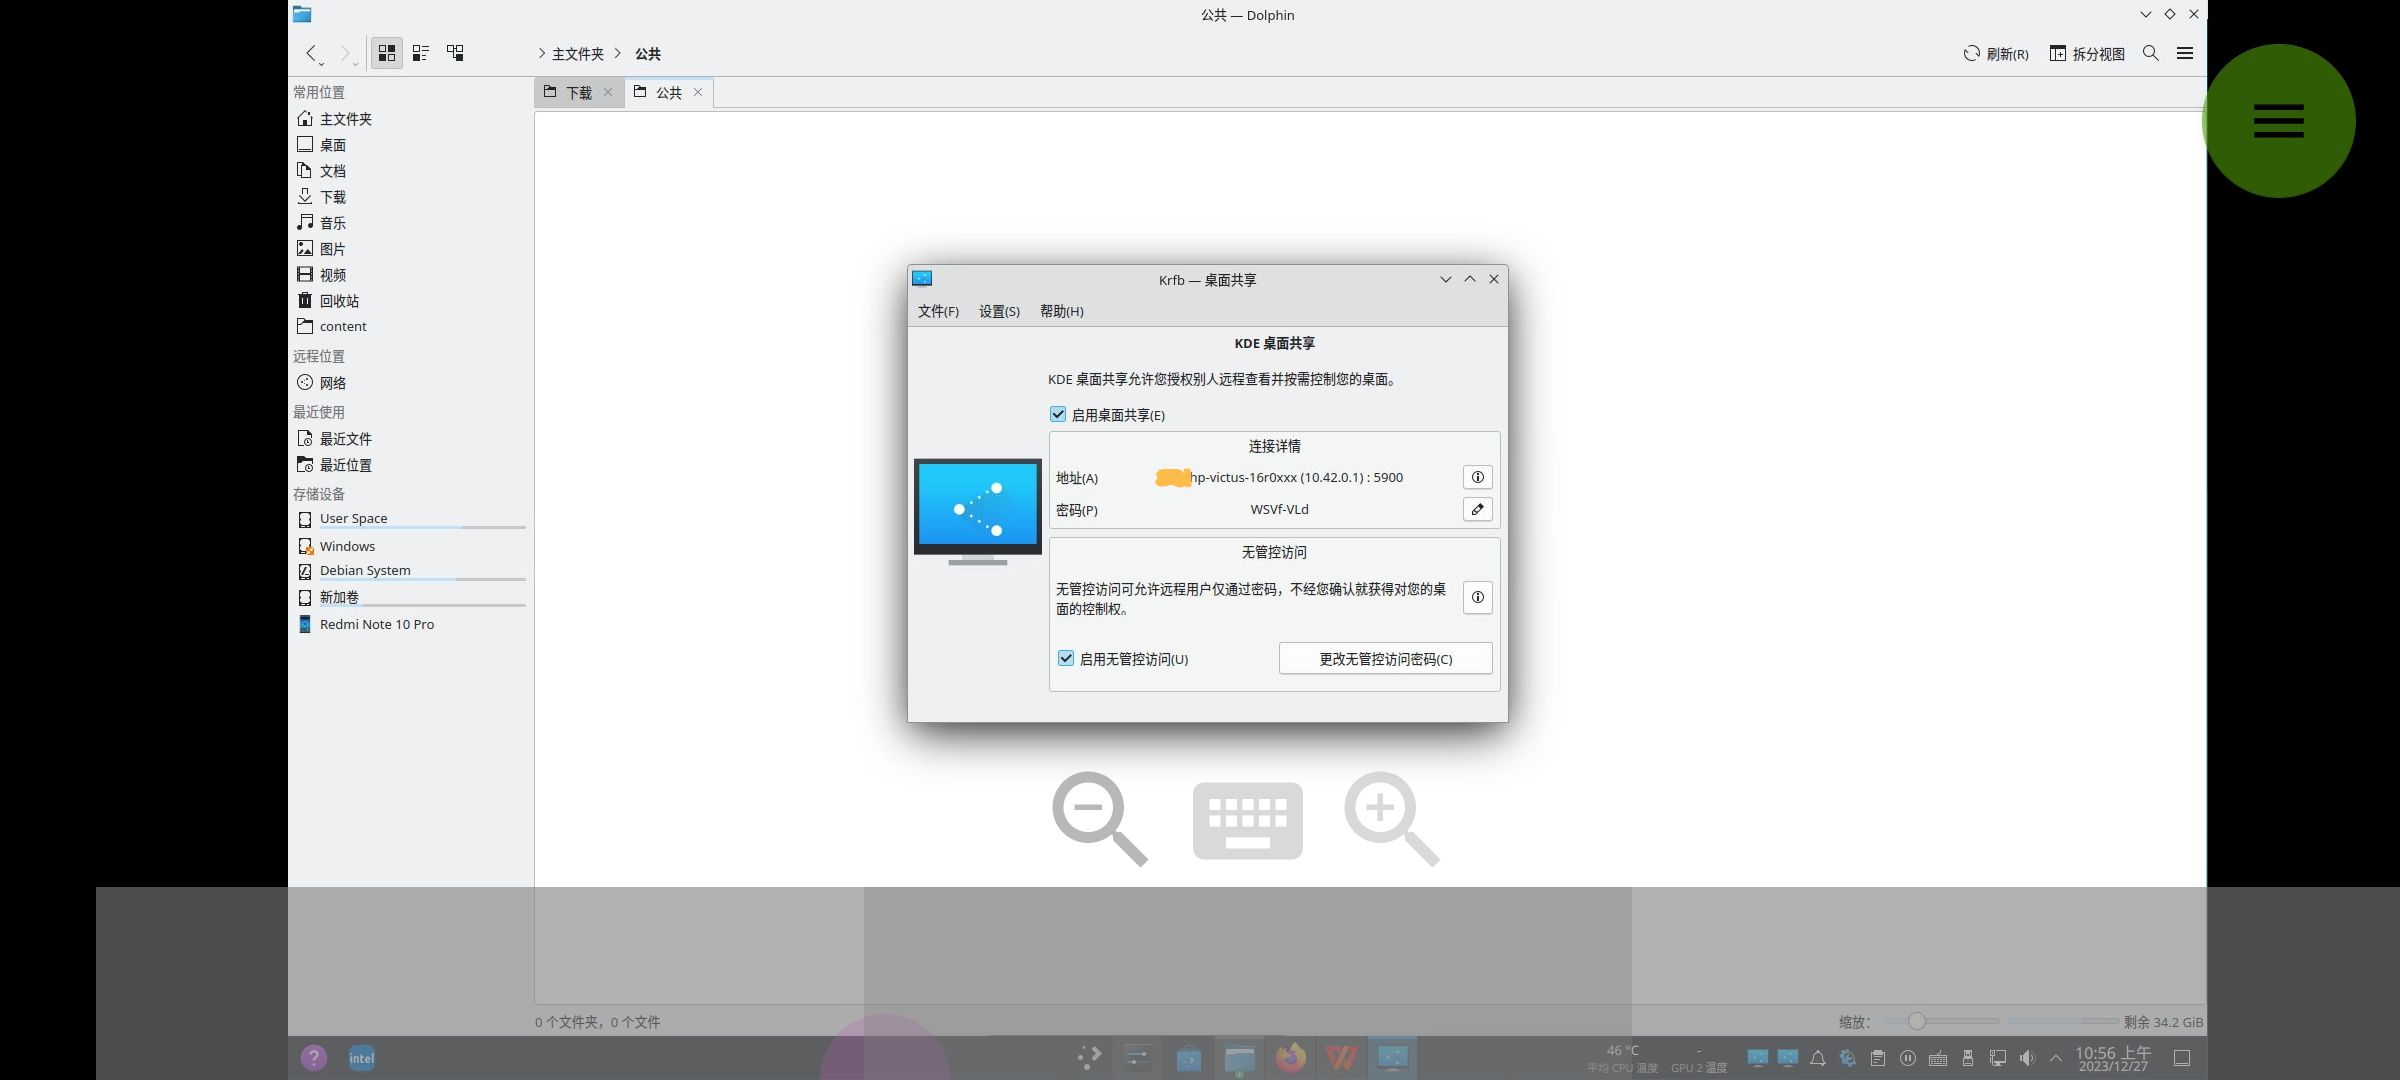 公共 — Dolphin
主文件夹
公共
刷新(R)
拆分视图
下载
公共
常用位置
主文件夹
桌面
文档
下载
音乐
图片
视频
回收站
content
远程位置
网络
最近使用
最近文件
最近位置
存储设备
User Space
Windows
Debian System
新加卷
Redmi Note 10 Pro
Krfb — 桌面共享
文件(F)
设置(S)
帮助(H)
KDE 桌面共享
KDE 桌面共享允许您授权别人远程查看并按需控制您的桌面。
启用桌面共享(E)
连接详情
地址(A)
hp-victus-16r0xxx (10.42.0.1) : 5900
密码(P)
WSVf-VLd
无管控访问
无管控访问可允许远程用户仅通过密码，不经您确认就获得对您的桌
面的控制权。
启用无管控访问(U)
更改无管控访问密码(C)
0 个文件夹，0 个文件
缩放：
剩余 34.2 GiB
intel
46 °C
平均 CPU 温度
-
GPU 2 温度
10:56 上午
2023/12/27